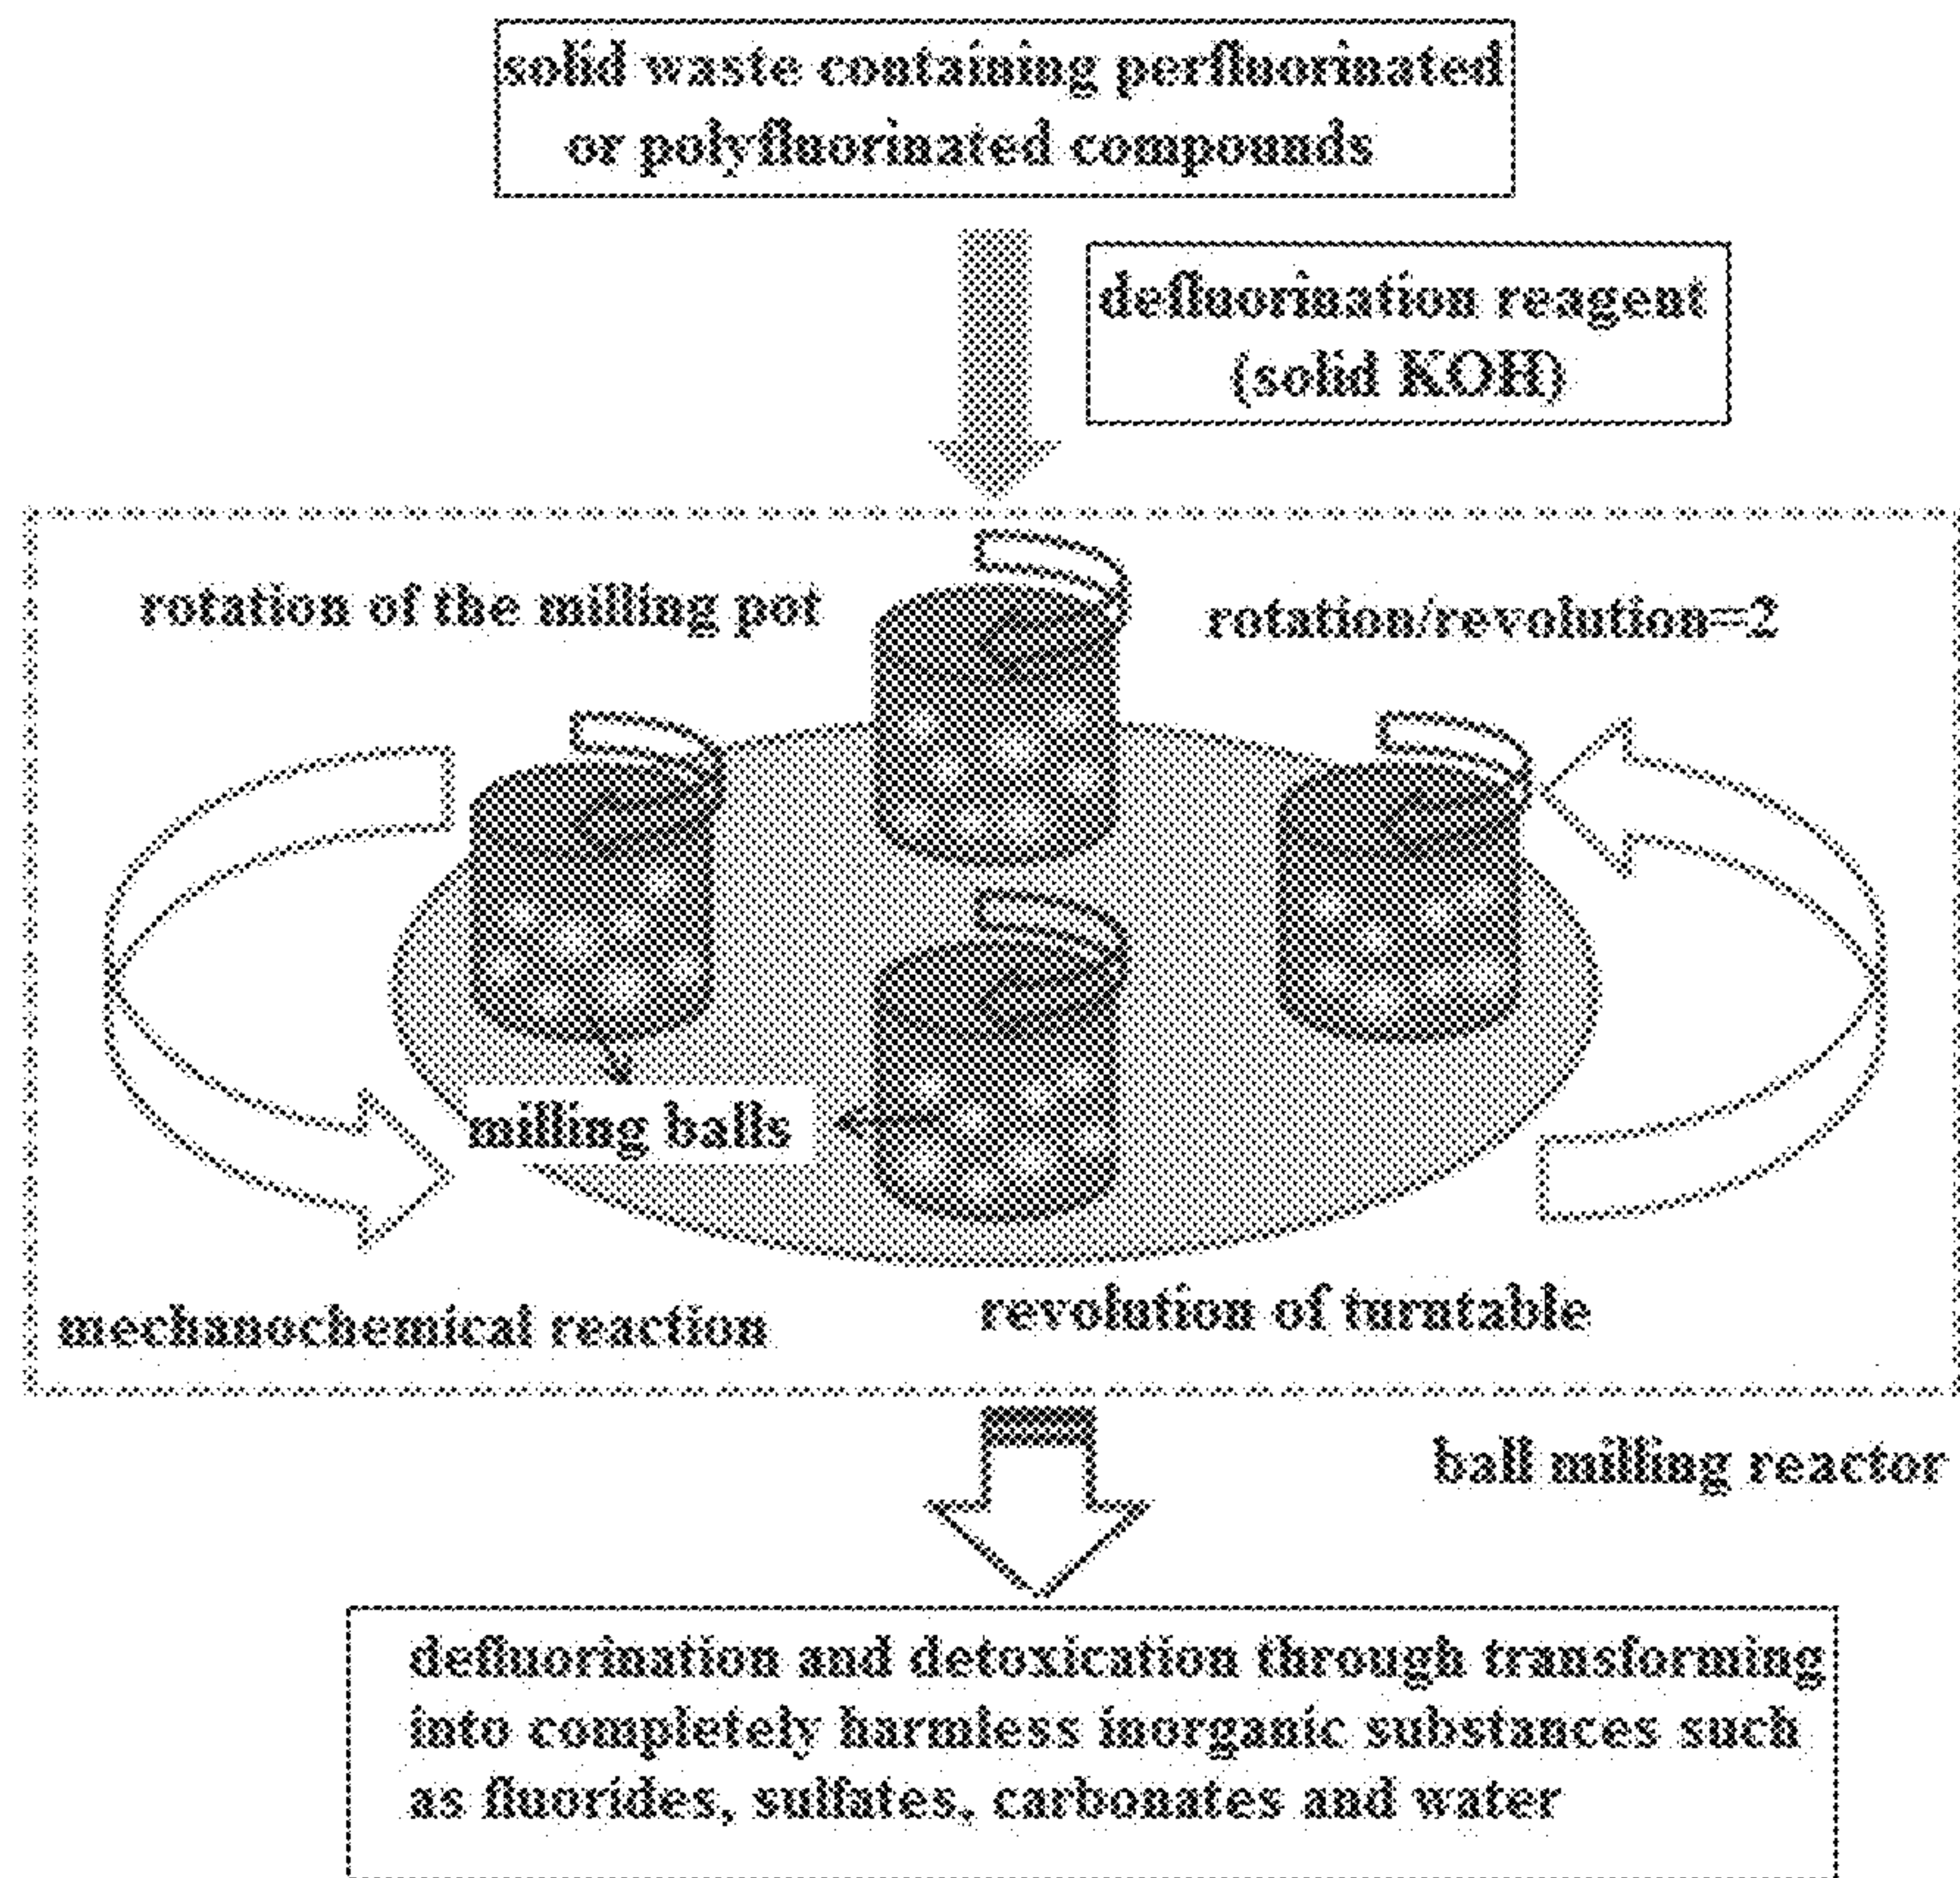 solid waste containing perfluorinated
or polyfluorinated compounds
defluorination reagent
(solid KOH)
rotation of the milling pot
rotation/revolution=2
milling balls
mechanochemical reaction
revolution of turntable
ball milling reactor
defluorination and detoxication through transforming
into completely harmless inorganic substances such
as fluorides, sulfates, carbonates and water